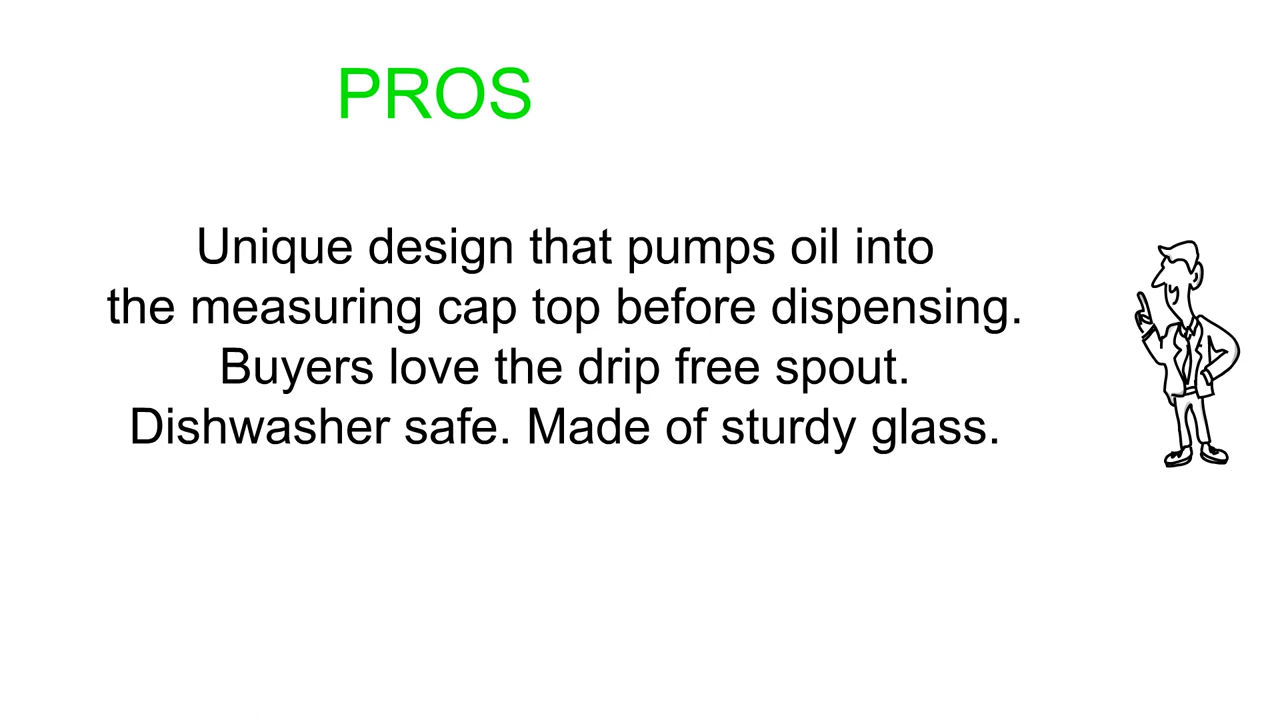 PROS
Unique design that pumps oil into
the measuring cap top before dispensing.
Buyers love the drip free spout.
Dishwasher safe. Made of sturdy glass.